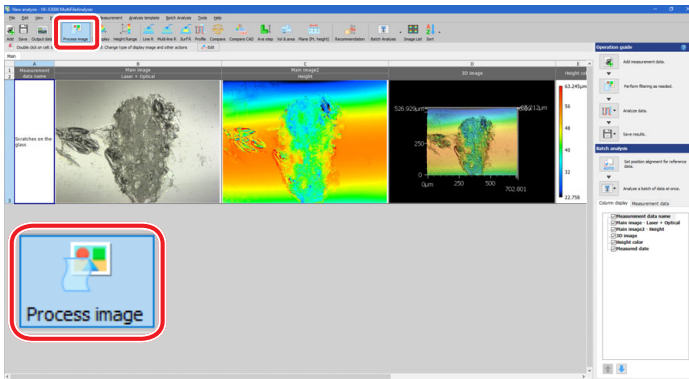 New analysis - VK-X3000 MultiFileAnalyzer
Measurement Analysis template Batch Analysis Tools Help
Add Save Output data Process image Height Range Line R Multi-line R Surf R Profile Compare Compare CAD Ave step Vol & area Plane (Pt. height) Recommendation Batch Analysis Image List Sort
Double click on cell: Change type of display image and other actions Edit
Main
A B C D E
1 Measurement Main image Main image2 3D image Height col
2 data name Laser + Optical Height
3 Scratches on the
glass
526.929μm
250
0
0μm 250 500 702.801
63.245μm
56
48
40
32
22.758
Process image
Operation guide
Add measurement data.
Perform filtering as needed.
Analyze data.
Save results.
Batch analysis
AUTO
Set position alignment for reference
data.
Analyze a batch of data at once.
Column display Measurement data
Measurement data name
Main image - Laser + Optical
Main image2 - Height
3D image
Height color
Measured date